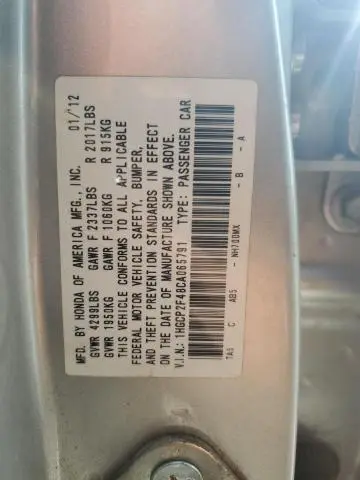 MFD. BY HONDA OF AMERICA MFG., INC. 01/12
GVWR 4299LBS GAWR F 2337LBS R 2017LBS
GVWR 1950KG GAWR F 1060KG R 915KG
THIS VEHICLE CONFORMS TO ALL APPLICABLE
FEDERAL MOTOR VEHICLE SAFETY, BUMPER,
AND THEFT PREVENTION STANDARDS IN EFFECT
ON THE DATE OF MANUFACTURE SHOWN ABOVE.
V.I.N.: 1HGCP2F48CA065791 TYPE: PASSENGER CAR
TA5 C AB5 - NH700MX - B - A